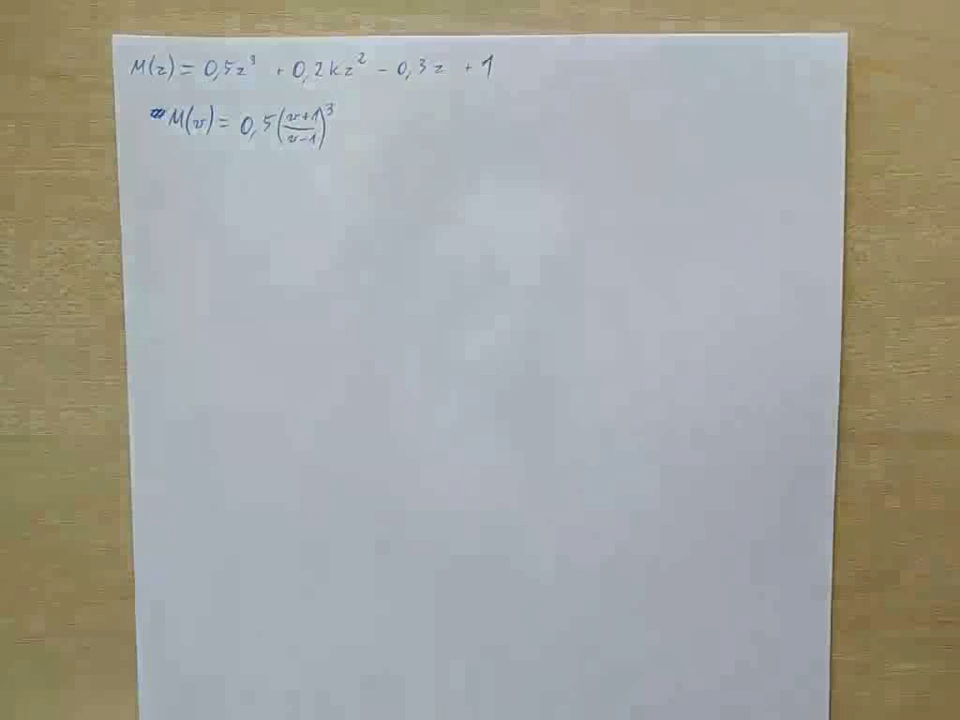 M(z) = 0,5z³ + 0,2kz² - 0,3z + 1
M(v) = 0,5((v+1)/(v-1))³